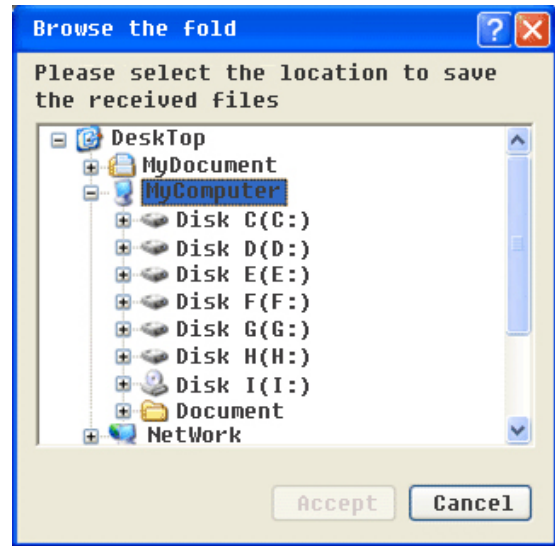 Browse the fold
Please select the location to save
the received files
DeskTop
MyDocument
MyComputer
Disk C(C:)
Disk D(D:)
Disk E(E:)
Disk F(F:)
Disk G(G:)
Disk H(H:)
Disk I(I:)
Document
NetWork
Accept Cancel